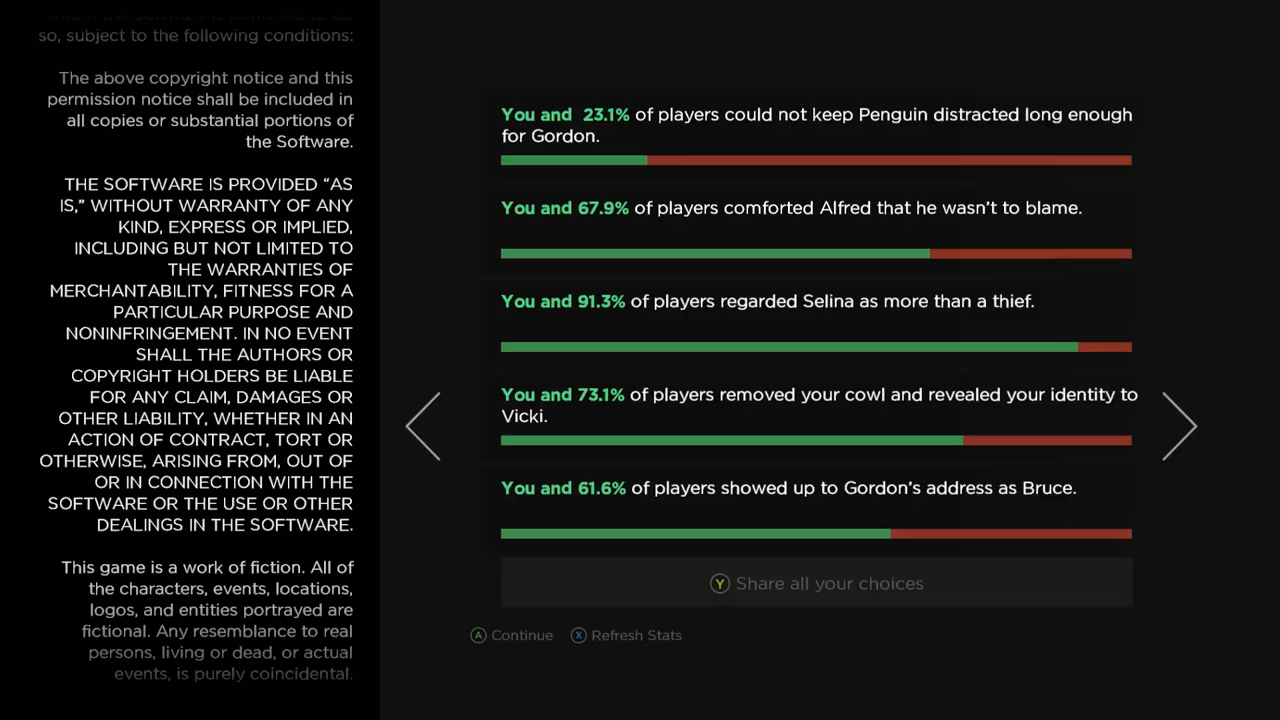 so, subject to the following conditions:
The above copyright notice and this
permission notice shall be included in
all copies or substantial portions of
the Software.
THE SOFTWARE IS PROVIDED “AS
IS,” WITHOUT WARRANTY OF ANY
KIND, EXPRESS OR IMPLIED,
INCLUDING BUT NOT LIMITED TO
THE WARRANTIES OF
MERCHANTABILITY, FITNESS FOR A
PARTICULAR PURPOSE AND
NONINFRINGEMENT. IN NO EVENT
SHALL THE AUTHORS OR
COPYRIGHT HOLDERS BE LIABLE
FOR ANY CLAIM, DAMAGES OR
OTHER LIABILITY, WHETHER IN AN
ACTION OF CONTRACT, TORT OR
OTHERWISE, ARISING FROM, OUT OF
OR IN CONNECTION WITH THE
SOFTWARE OR THE USE OR OTHER
DEALINGS IN THE SOFTWARE.
This game is a work of fiction. All of
the characters, events, locations,
logos, and entities portrayed are
fictional. Any resemblance to real
persons, living or dead, or actual
events, is purely coincidental.
You and 23.1% of players could not keep Penguin distracted long enough
for Gordon.
You and 67.9% of players comforted Alfred that he wasn't to blame.
You and 91.3% of players regarded Selina as more than a thief.
You and 73.1% of players removed your cowl and revealed your identity to
Vicki.
You and 61.6% of players showed up to Gordon's address as Bruce.
Y Share all your choices
A Continue X Refresh Stats